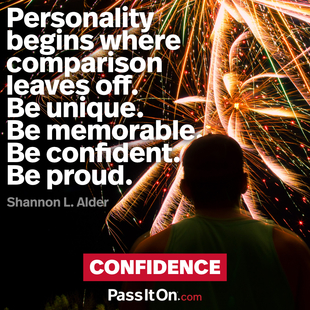 Personality
begins where
comparison
leaves off.
Be unique.
Be memorable.
Be confident.
Be proud.
Shannon L. Alder
CONFIDENCE
PassItOn.com